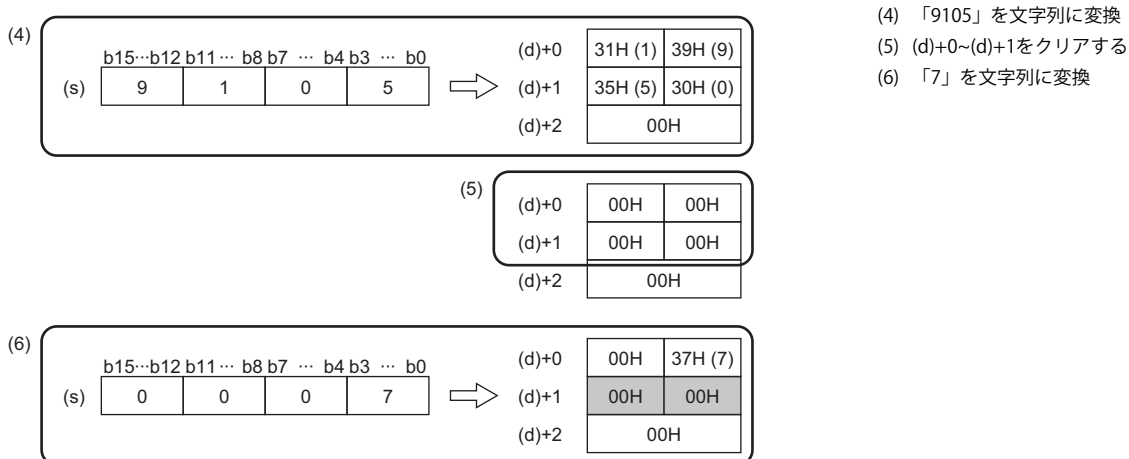 (4)
b15…b12 b11 … b8 b7 … b4 b3 … b0
(s) 9 1 0 5
(d)+0 31H (1) 39H (9)
(d)+1 35H (5) 30H (0)
(d)+2 00H
(5)
(d)+0 00H 00H
(d)+1 00H 00H
(d)+2 00H
(6)
b15…b12 b11 … b8 b7 … b4 b3 … b0
(s) 0 0 0 7
(d)+0 00H 37H (7)
(d)+1 00H 00H
(d)+2 00H
(4) 「9105」を文字列に変換
(5) (d)+0~(d)+1をクリアする
(6) 「7」を文字列に変換